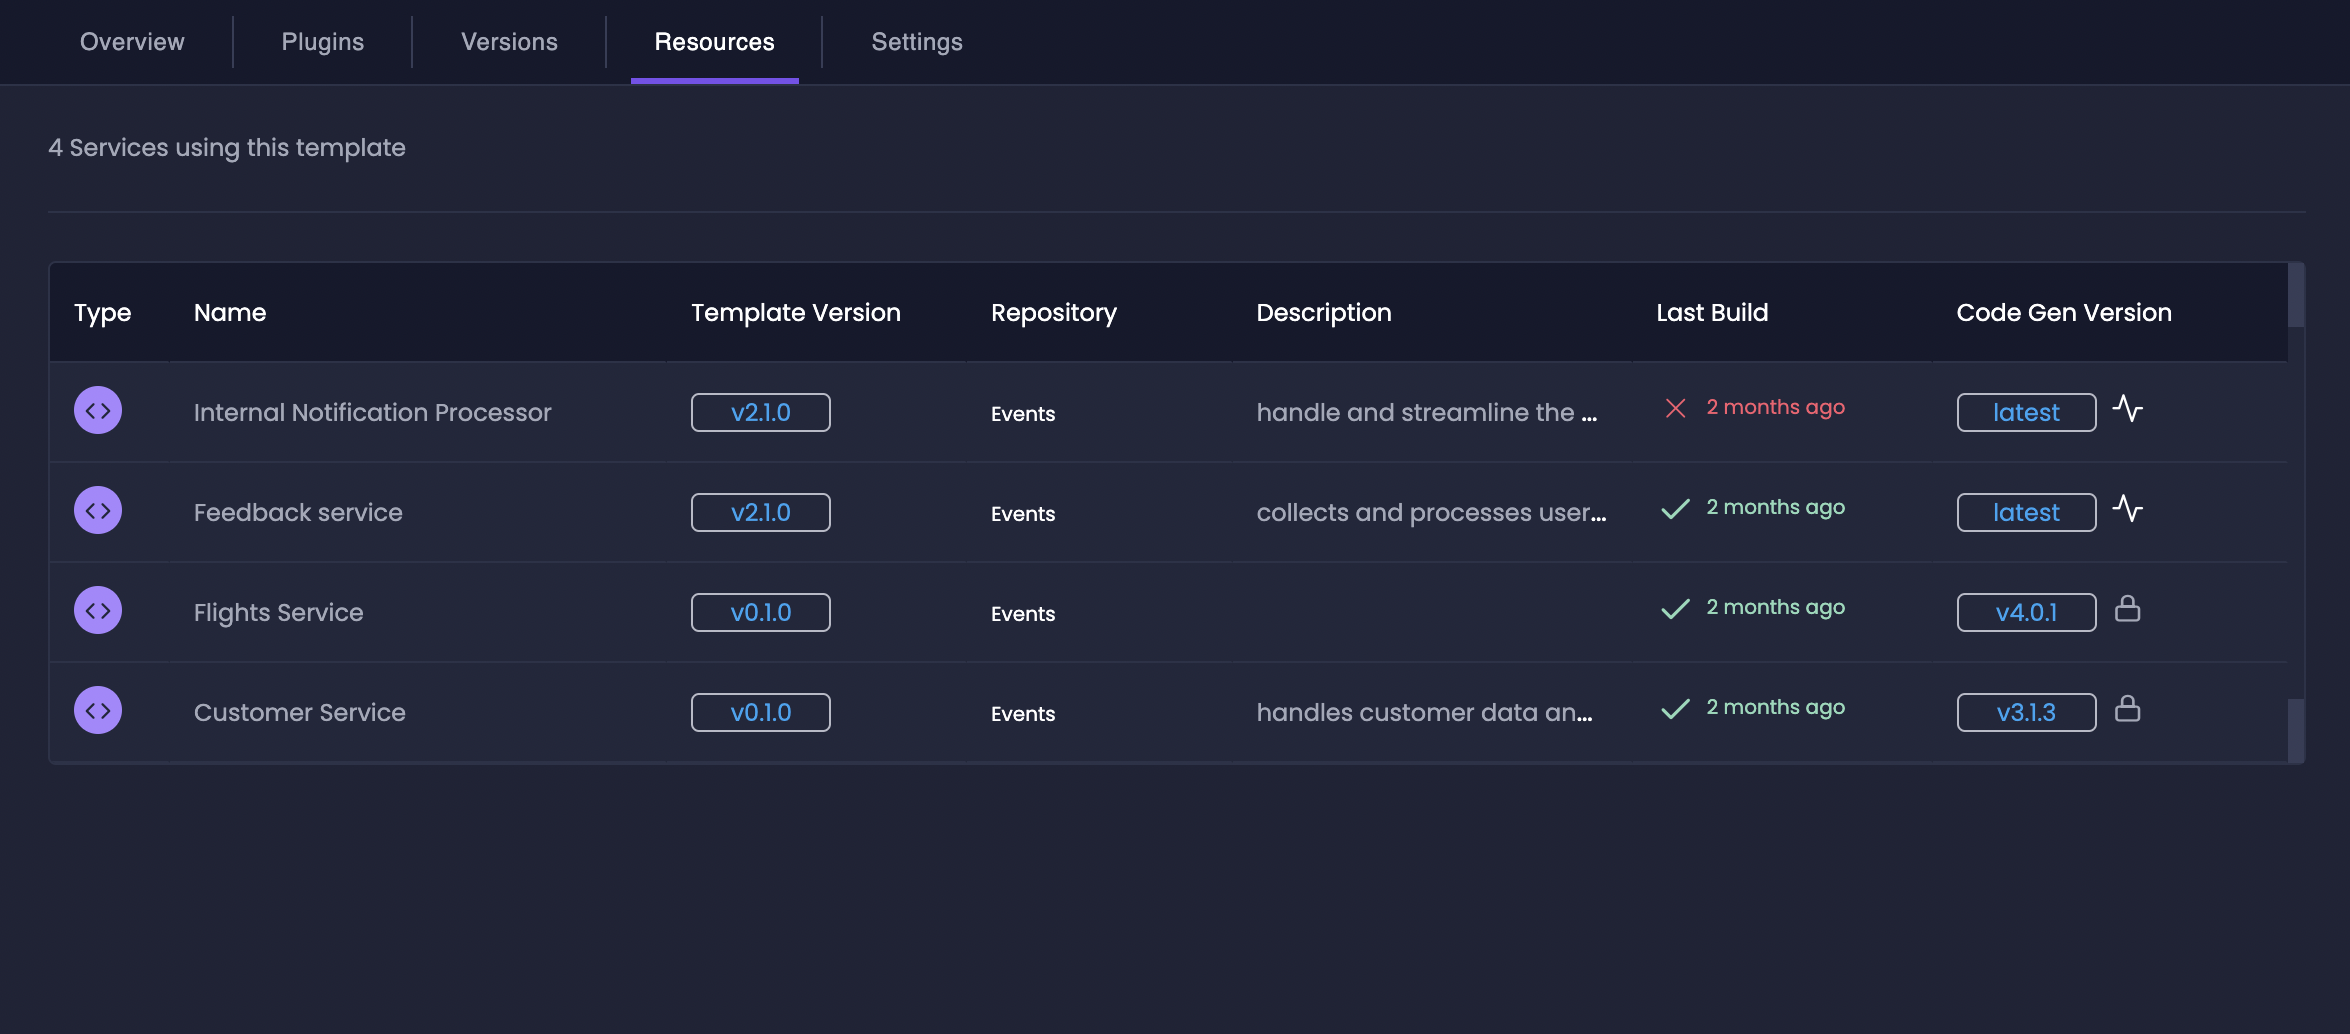 Overview Plugins Versions Resources Settings
4 Services using this template
Type Name Template Version Repository Description Last Build Code Gen Version
Internal Notification Processor v2.1.0 Events handle and streamline the ... 2 months ago latest
Feedback service v2.1.0 Events collects and processes user... 2 months ago latest
Flights Service v0.1.0 Events 2 months ago v4.0.1
Customer Service v0.1.0 Events handles customer data an... 2 months ago v3.1.3